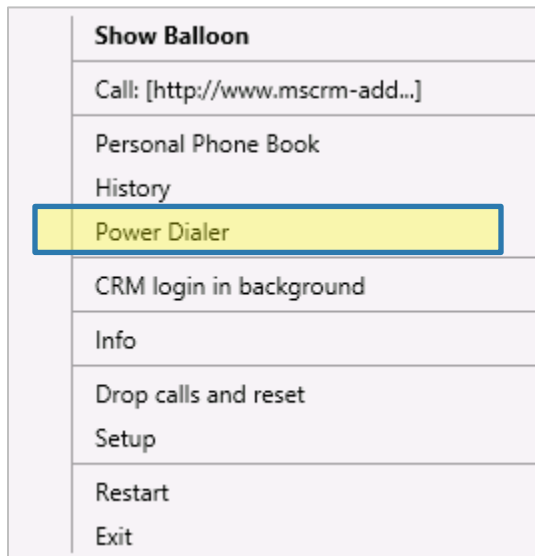 Show Balloon
Call: [http://www.mscrm-add...]
Personal Phone Book
History
Power Dialer
CRM login in background
Info
Drop calls and reset
Setup
Restart
Exit